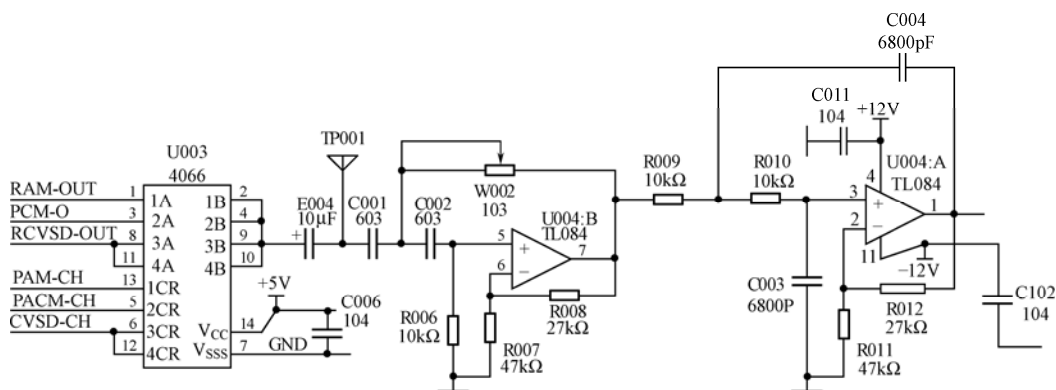 C004
6800pF
C011
104
+12V
TP001
U003
4066
RAM-OUT
1
1A
1B
2
PCM-O
3
2A
2B
4
RCVSD-OUT
8
3A
3B
9
11
4A
4B
10
PAM-CH
13
1CR
PACM-CH
5
2CR
CVSD-CH
6
3CR
VCC
14
12
4CR
VSSS
7
+5V
GND
C006
104
E004
10μF
+
C001
603
C002
603
W002
103
U004:B
TL084
5
+
6
−
7
R006
10kΩ
R007
47kΩ
R008
27kΩ
R009
10kΩ
R010
10kΩ
U004:A
TL084
4
3
+
2
−
1
11
−12V
C003
6800P
R012
27kΩ
R011
47kΩ
C102
104